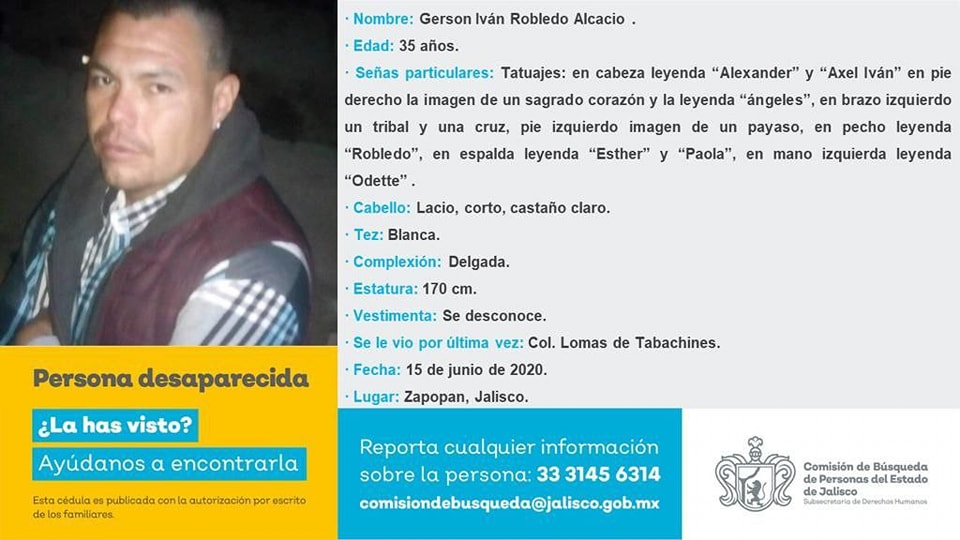 · Nombre: Gerson Iván Robledo Alcacio .
· Edad: 35 años.
· Señas particulares: Tatuajes: en cabeza leyenda “Alexander” y “Axel Iván” en pie
derecho la imagen de un sagrado corazón y la leyenda “ángeles”, en brazo izquierdo
un tribal y una cruz, pie izquierdo imagen de un payaso, en pecho leyenda
“Robledo”, en espalda leyenda “Esther” y “Paola”, en mano izquierda leyenda
“Odette” .
· Cabello: Lacio, corto, castaño claro.
· Tez: Blanca.
· Complexión: Delgada.
· Estatura: 170 cm.
· Vestimenta: Se desconoce.
· Se le vio por última vez: Col. Lomas de Tabachines.
· Fecha: 15 de junio de 2020.
· Lugar: Zapopan, Jalisco.
Persona desaparecida
¿La has visto?
Ayúdanos a encontrarla
Esta cédula es publicada con la autorización por escrito
de los familiares.
Reporta cualquier información
sobre la persona: 33 3145 6314
comisiondebusqueda@jalisco.gob.mx
Comisión de Búsqueda
de Personas del Estado
de Jalisco
Subsecretaría de Derechos Humanos